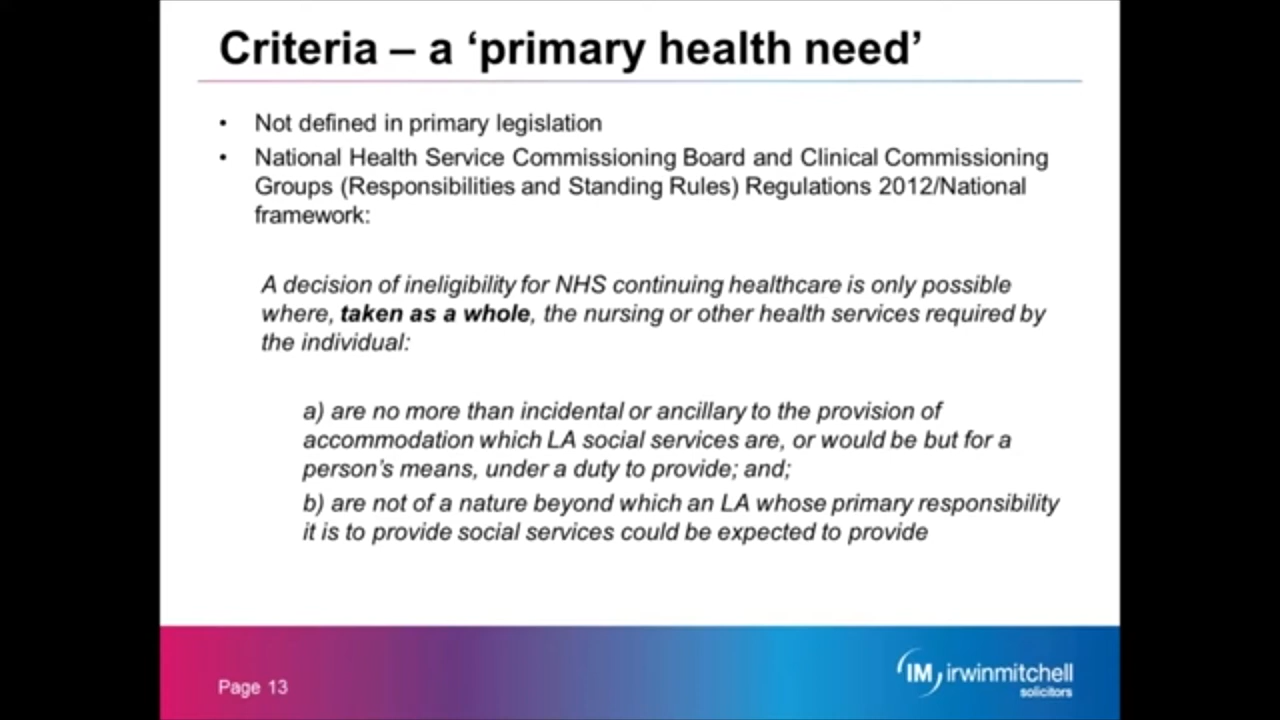 Criteria – a ‘primary health need’
• Not defined in primary legislation
• National Health Service Commissioning Board and Clinical Commissioning
Groups (Responsibilities and Standing Rules) Regulations 2012/National
framework:
A decision of ineligibility for NHS continuing healthcare is only possible
where, taken as a whole, the nursing or other health services required by
the individual:
a) are no more than incidental or ancillary to the provision of
accommodation which LA social services are, or would be but for a
person’s means, under a duty to provide; and;
b) are not of a nature beyond which an LA whose primary responsibility
it is to provide social services could be expected to provide
Page 13
IM irwinmitchell
solicitors